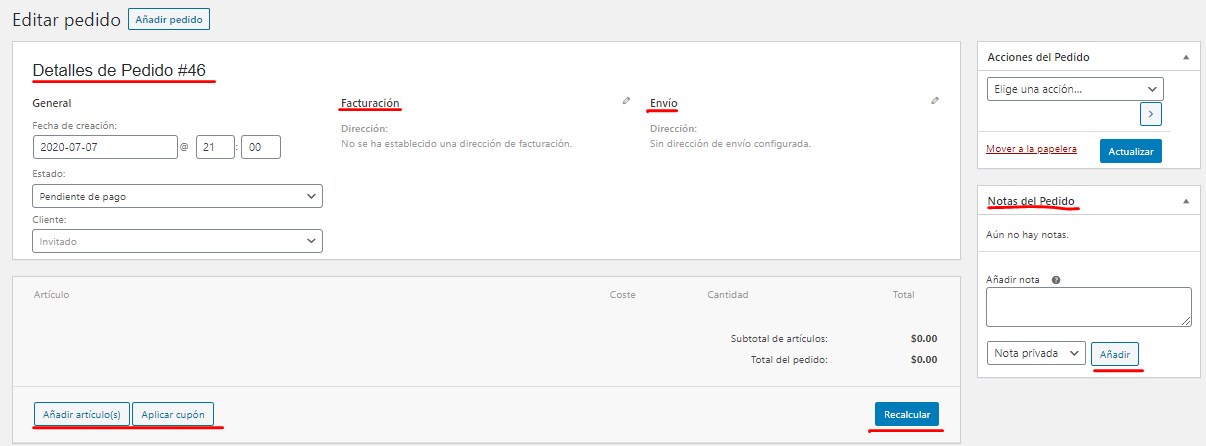 Editar pedido Añadir pedido
Detalles de Pedido #46
General
Fecha de creación:
2020-07-07 @ 21 : 00
Estado:
Pendiente de pago
Cliente:
Invitado
Facturación
Dirección:
No se ha establecido una dirección de facturación.
Envío
Dirección:
Sin dirección de envío configurada.
Artículo Coste Cantidad Total
Subtotal de artículos: $0.00
Total del pedido: $0.00
Añadir artículo(s) Aplicar cupón Recalcular
Acciones del Pedido
Elige una acción...
Mover a la papelera Actualizar
Notas del Pedido
Aún no hay notas.
Añadir nota ?
Nota privada Añadir